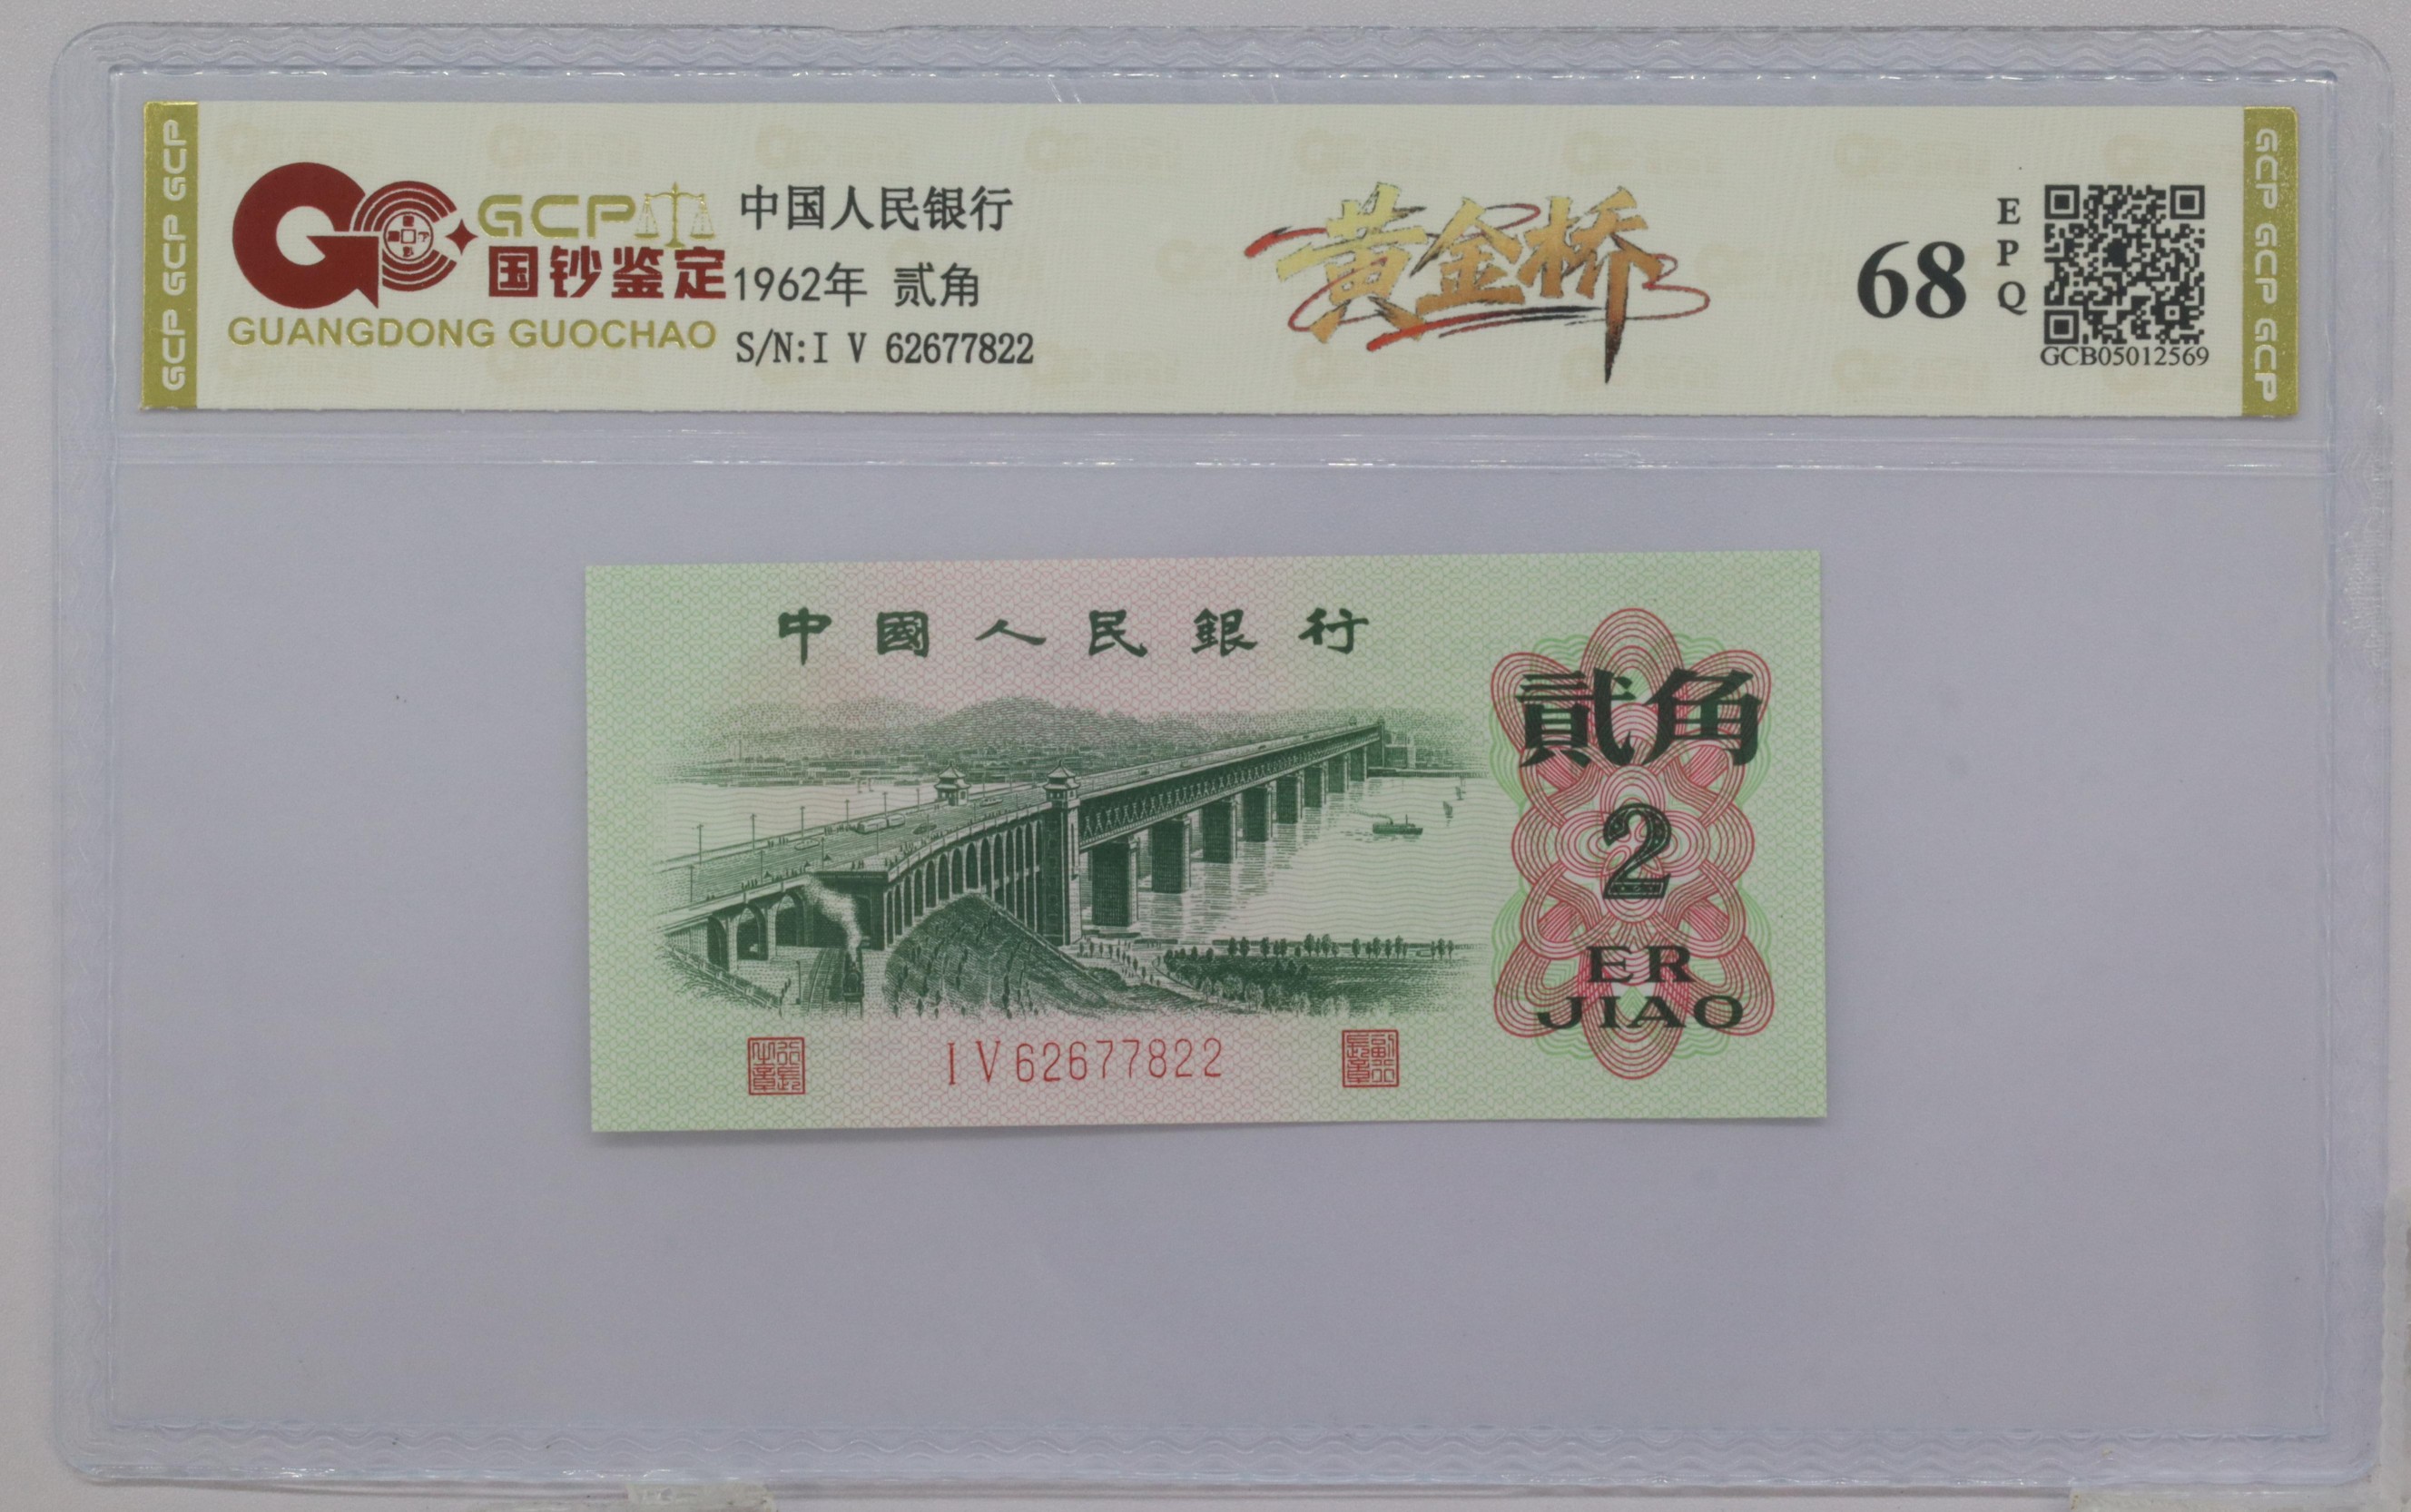 GCP GCP GCP
GCP
国钞鉴定
GUANGDONG GUOCHAO
中国人民银行
1962年 贰角
S/N:I V 62677822
黄金桥
68
EPQ
GCB05012569
GCP GCP GCP
中國人民銀行
貳角
2
ER
JIAO
I V 62677822